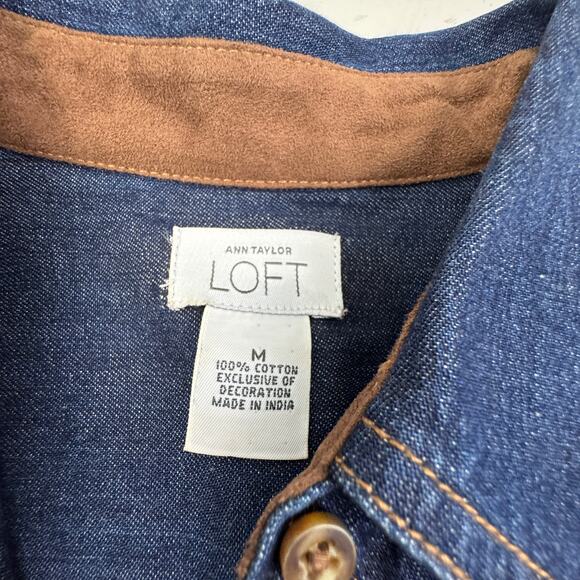 ANN TAYLOR
LOFT
M
100% COTTON
EXCLUSIVE OF
DECORATION
MADE IN INDIA